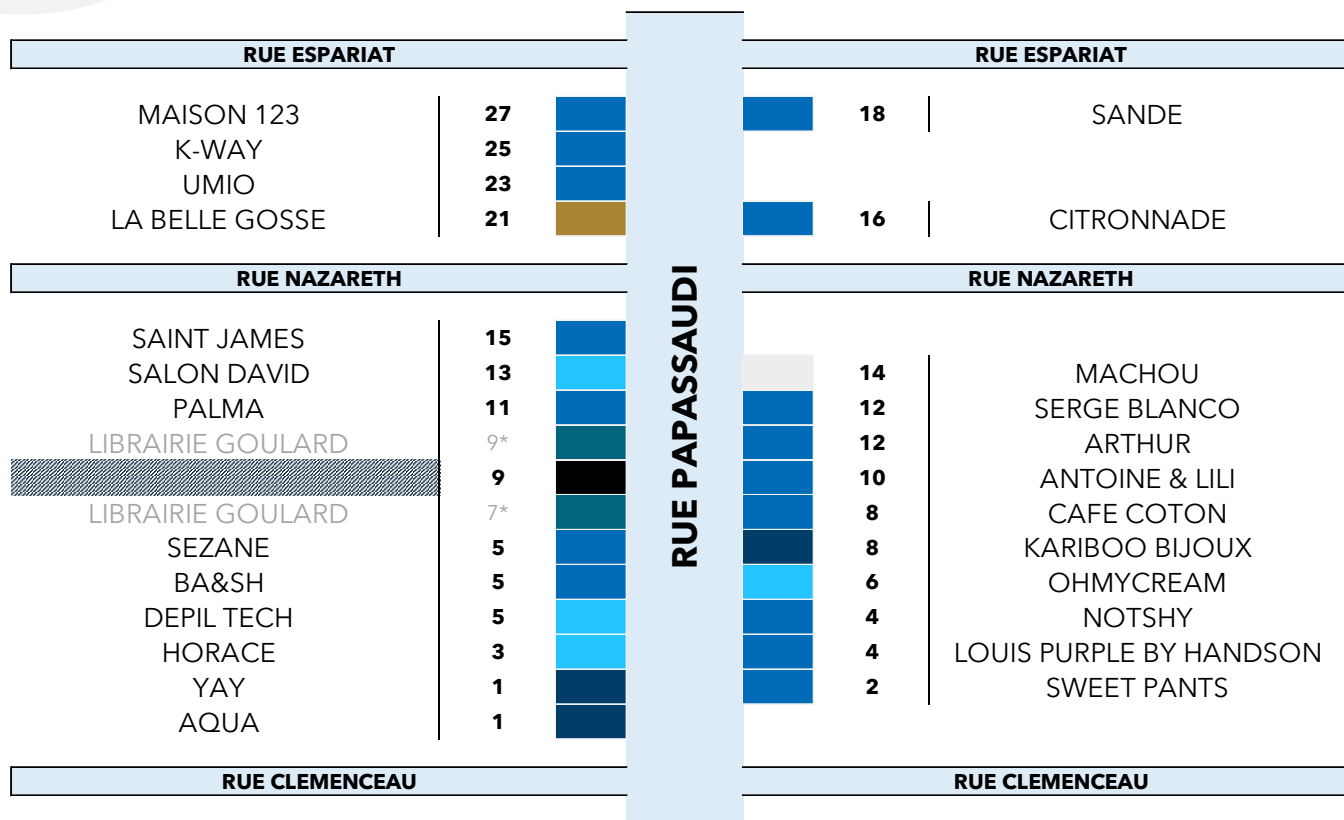 RUE ESPARIAT RUE ESPARIAT
MAISON 123 27 18 SANDE
K-WAY 25
UMIO 23
LA BELLE GOSSE 21 16 CITRONNADE
RUE NAZARETH RUE NAZARETH
RUE PAPASSAUDI
SAINT JAMES 15
SALON DAVID 13 14 MACHOU
PALMA 11 12 SERGE BLANCO
LIBRAIRIE GOULARD 9* 12 ARTHUR
9 10 ANTOINE & LILI
LIBRAIRIE GOULARD 7* 8 CAFE COTON
SEZANE 5 8 KARIBOO BIJOUX
BA&SH 5 6 OHMYCREAM
DEPIL TECH 5 4 NOTSHY
HORACE 3 4 LOUIS PURPLE BY HANDSON
YAY 1 2 SWEET PANTS
AQUA 1
RUE CLEMENCEAU RUE CLEMENCEAU